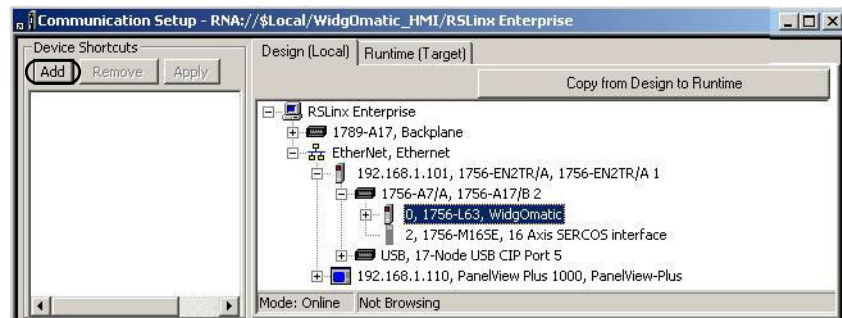 Communication Setup - RNA://$Local/WidgOmatic_HMI/RSLinx Enterprise
Device Shortcuts
Add Remove Apply
Design (Local) Runtime (Target)
Copy from Design to Runtime
RSLinx Enterprise
1789-A17, Backplane
EtherNet, Ethernet
192.168.1.101, 1756-EN2TR/A, 1756-EN2TR/A 1
1756-A7/A, 1756-A17/B 2
0, 1756-L63, WidgOmatic
2, 1756-M16SE, 16 Axis SERCOS interface
USB, 17-Node USB CIP Port 5
192.168.1.110, PanelView Plus 1000, PanelView-Plus
Mode: Online Not Browsing